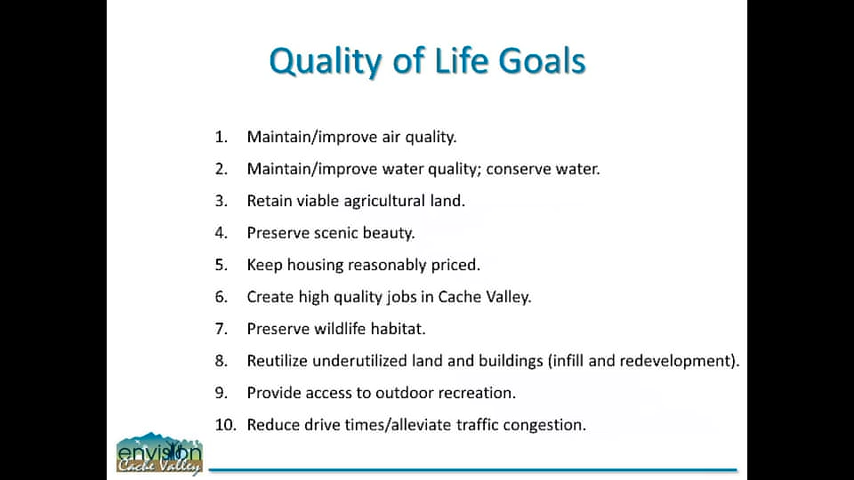 Quality of Life Goals
1. Maintain/improve air quality.
2. Maintain/improve water quality; conserve water.
3. Retain viable agricultural land.
4. Preserve scenic beauty.
5. Keep housing reasonably priced.
6. Create high quality jobs in Cache Valley.
7. Preserve wildlife habitat.
8. Reutilize underutilized land and buildings (infill and redevelopment).
9. Provide access to outdoor recreation.
10. Reduce drive times/alleviate traffic congestion.
envision
Cache Valley